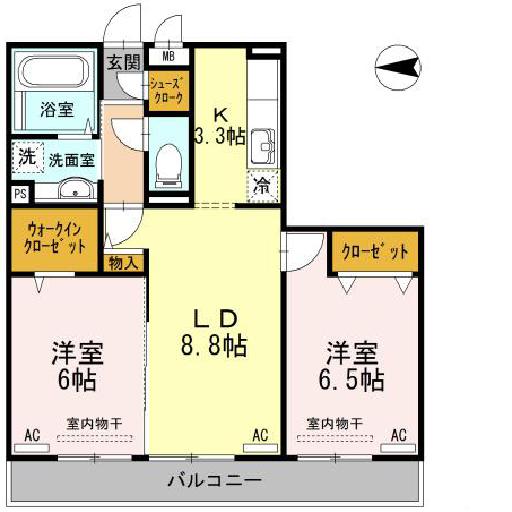 玄関
MB
シューズ
クローク
浴室
K
3.3帖
洗
洗面室
冷
PS
ウォークイン
クローゼット
物入
クローゼット
LD
8.8帖
洋室
6帖
洋室
6.5帖
室内物干
室内物干
AC
AC
AC
バルコニー